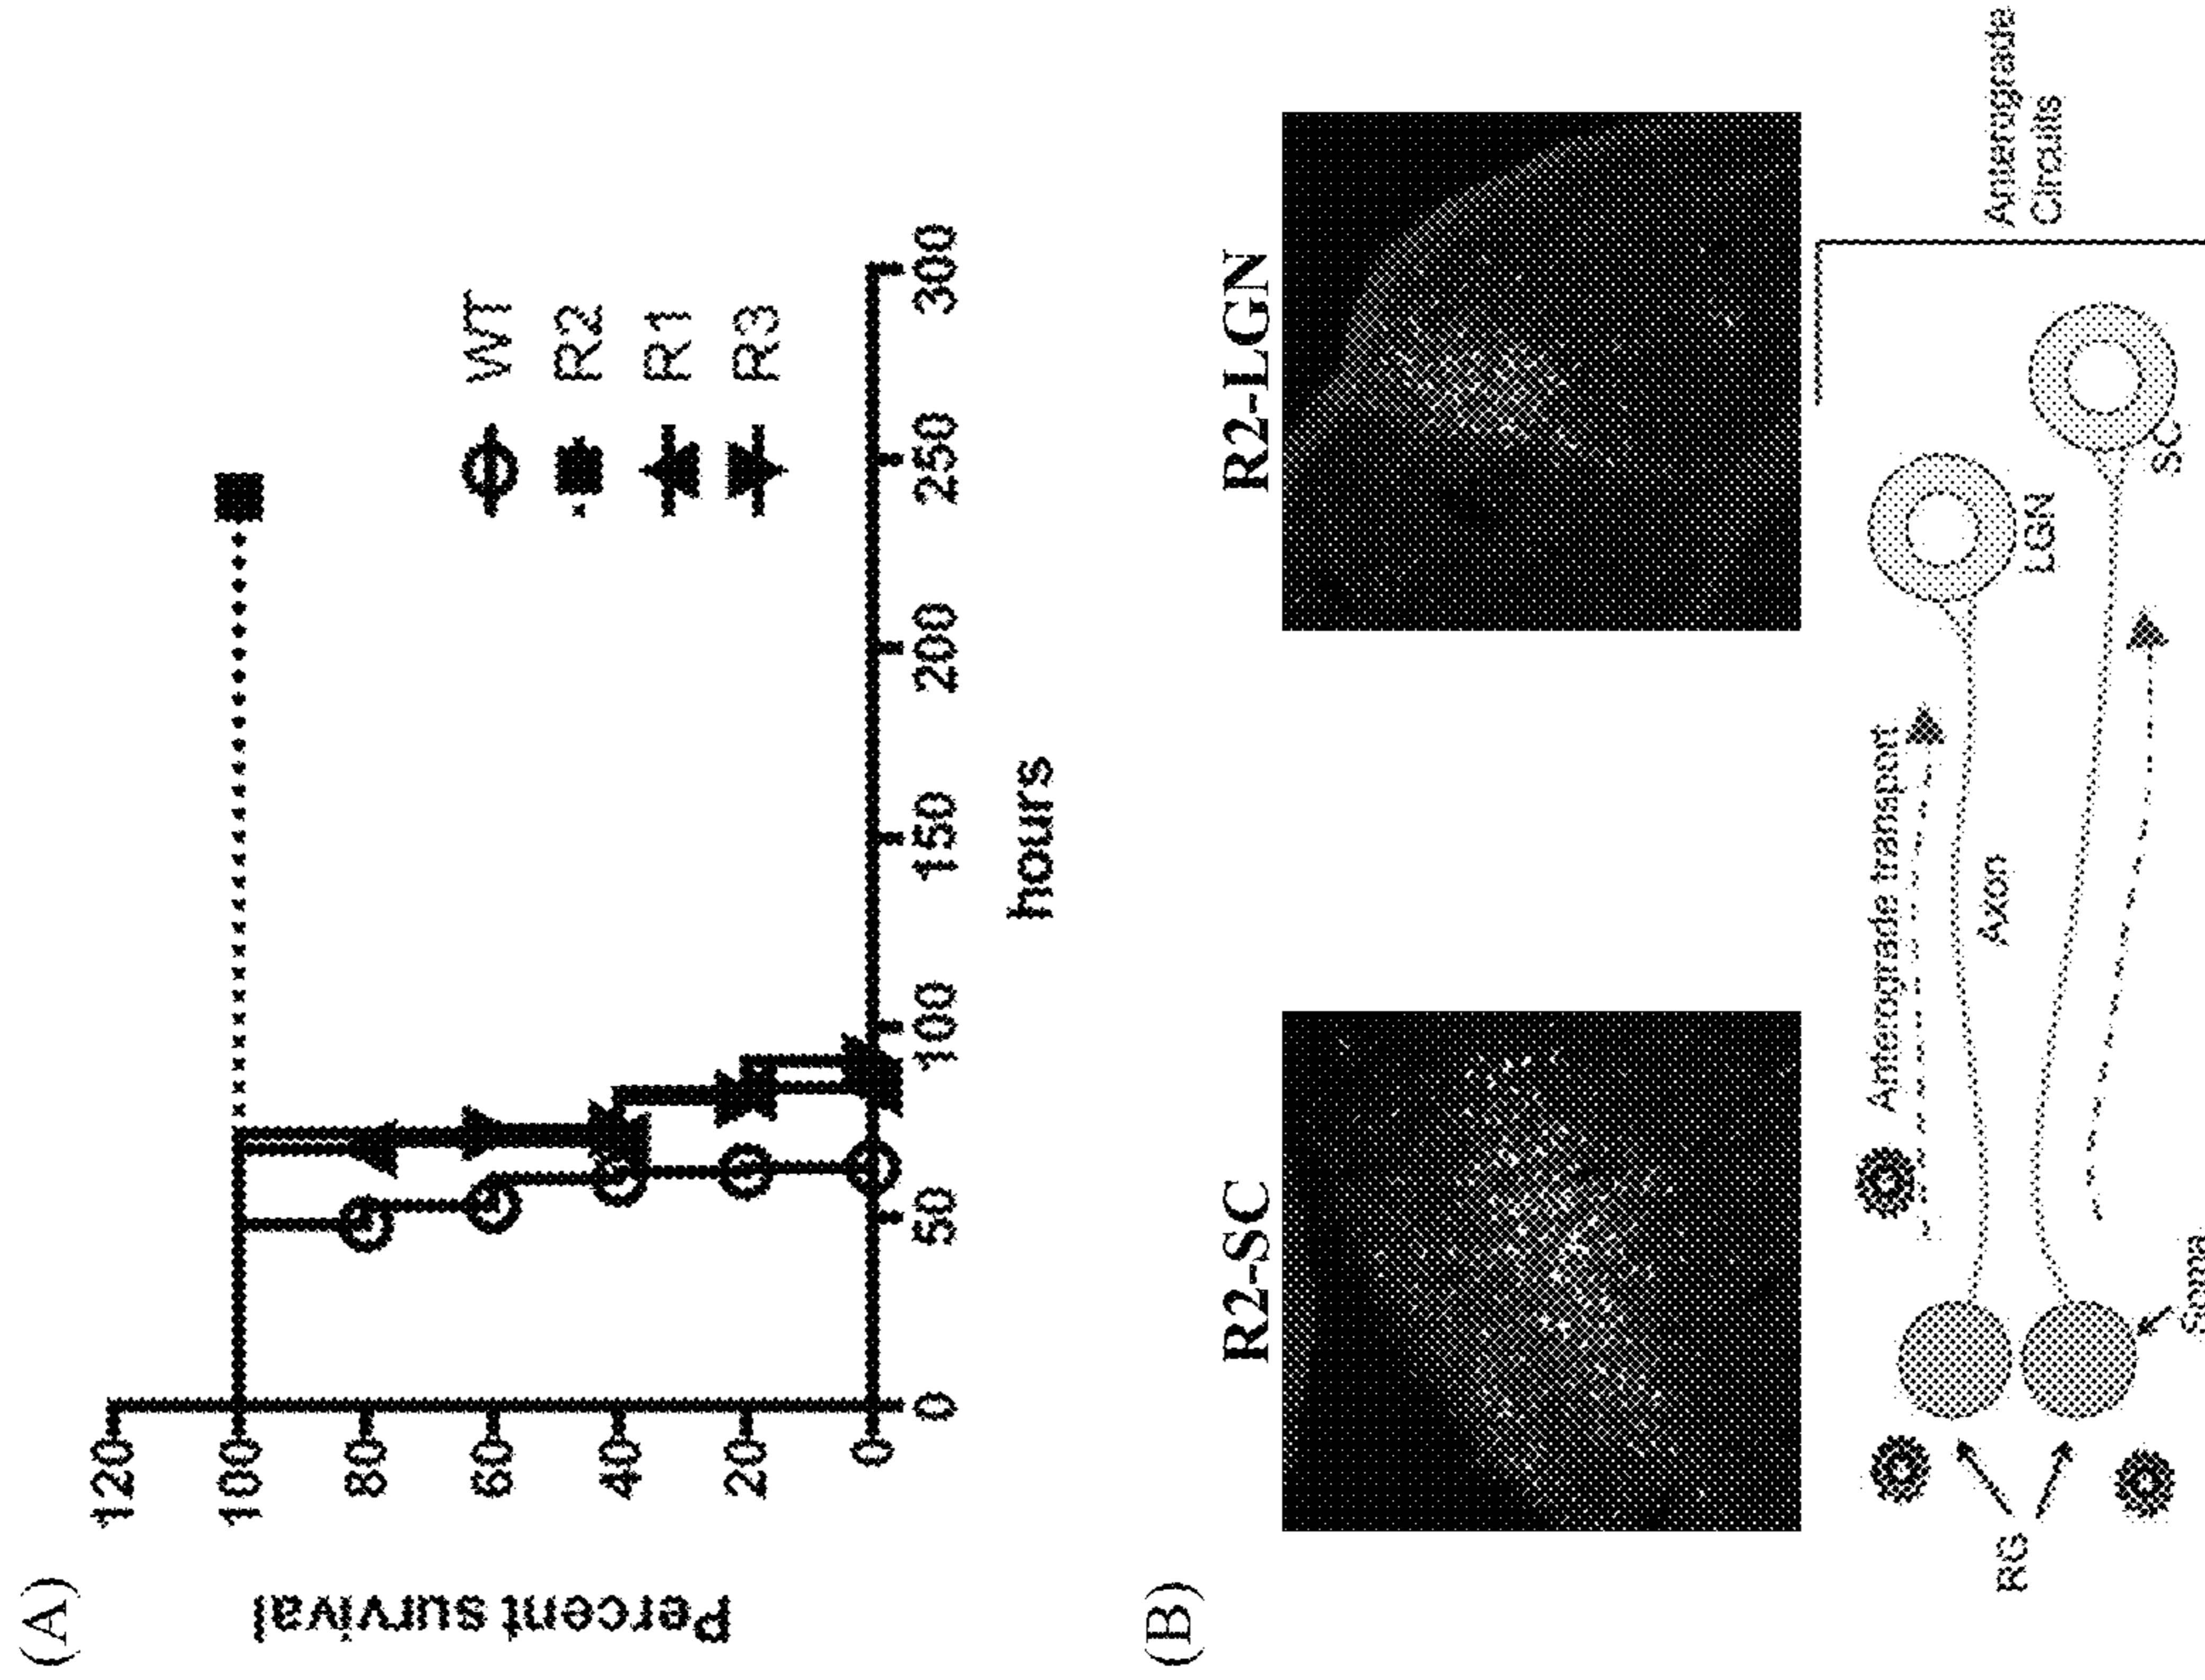 (A)
Percent survival
120
100
80
60
40
20
0
0
50
100
150
200
250
300
hours
WT
R2
R1
R3
(B)
R2-SC
R2-LGN
RG
Soma
Anterograde transport
Axon
LGN
SC
Anterograde
Circuits